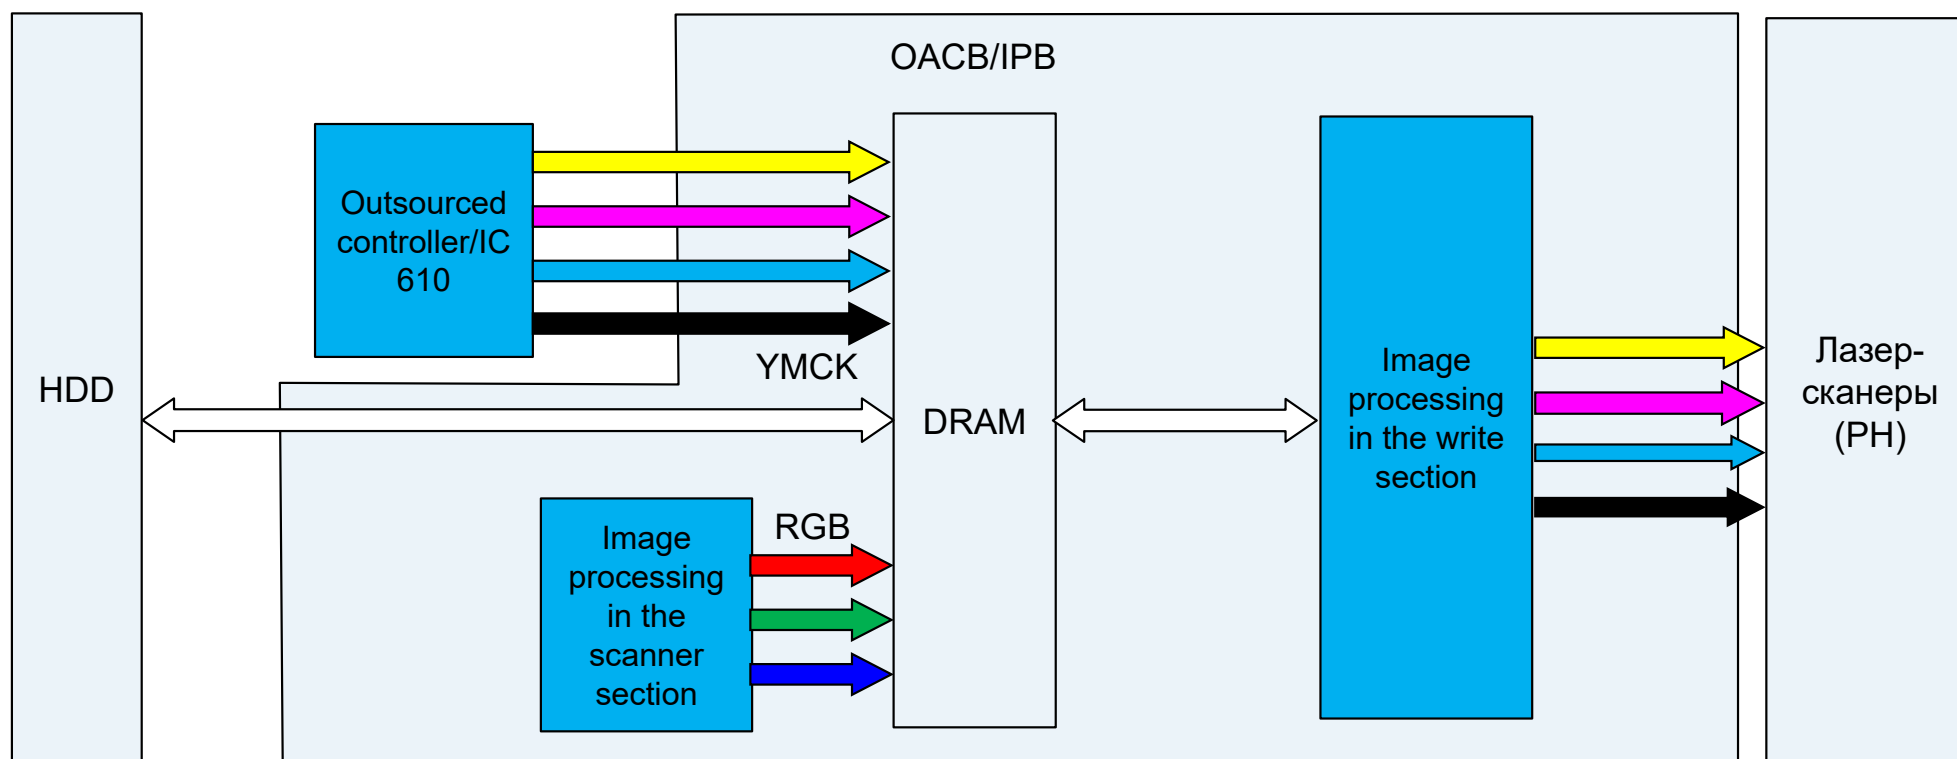 OACB/IPB
HDD
Outsourced
controller/IC
610
YMCK
DRAM
RGB
Image
processing
in the
scanner
section
Image
processing
in the write
section
Лазер-
сканеры
(PH)